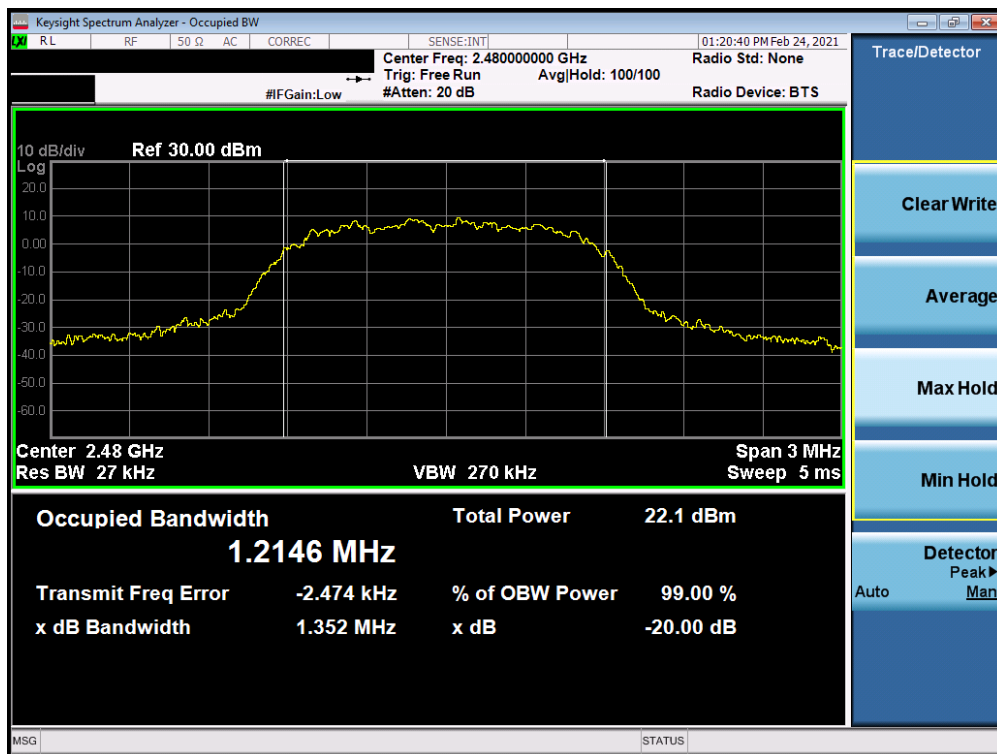 Keysight Spectrum Analyzer - Occupied BW
LXI RL RF 50 Ω AC CORREC SENSE:INT 01:20:40 PM Feb 24, 2021
Center Freq: 2.480000000 GHz Radio Std: None
Trig: Free Run Avg|Hold: 100/100
#IFGain:Low #Atten: 20 dB Radio Device: BTS
10 dB/div Ref 30.00 dBm
Log
20.0
10.0
0.00
-10.0
-20.0
-30.0
-40.0
-50.0
-60.0
Center 2.48 GHz Span 3 MHz
Res BW 27 kHz VBW 270 kHz Sweep 5 ms
Occupied Bandwidth Total Power 22.1 dBm
1.2146 MHz
Transmit Freq Error -2.474 kHz % of OBW Power 99.00 %
x dB Bandwidth 1.352 MHz x dB -20.00 dB
MSG STATUS
Trace/Detector
Clear Write
Average
Max Hold
Min Hold
Detector
Peak▶
Auto Man